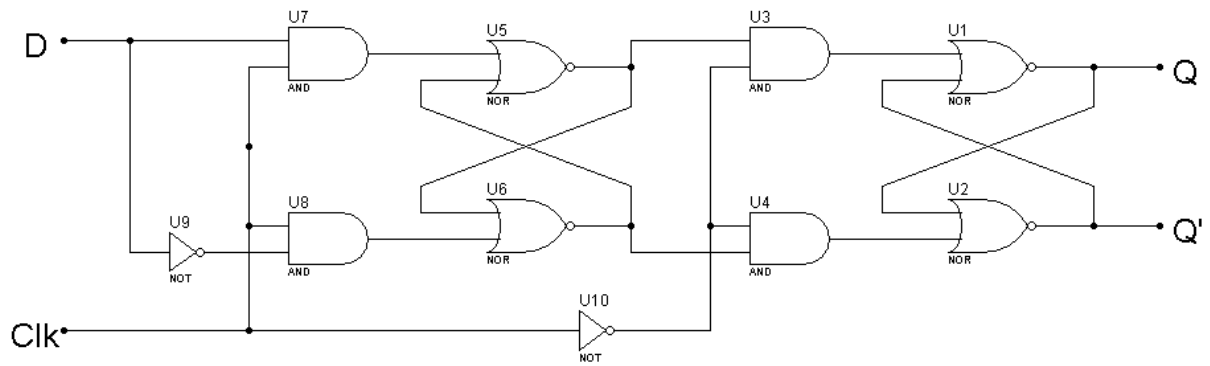 U7
U5
U3
U1
D
Q
AND
NOR
AND
NOR
U9
U8
U6
U4
U2
Q'
NOT
AND
NOR
AND
NOR
U10
Clk
NOT